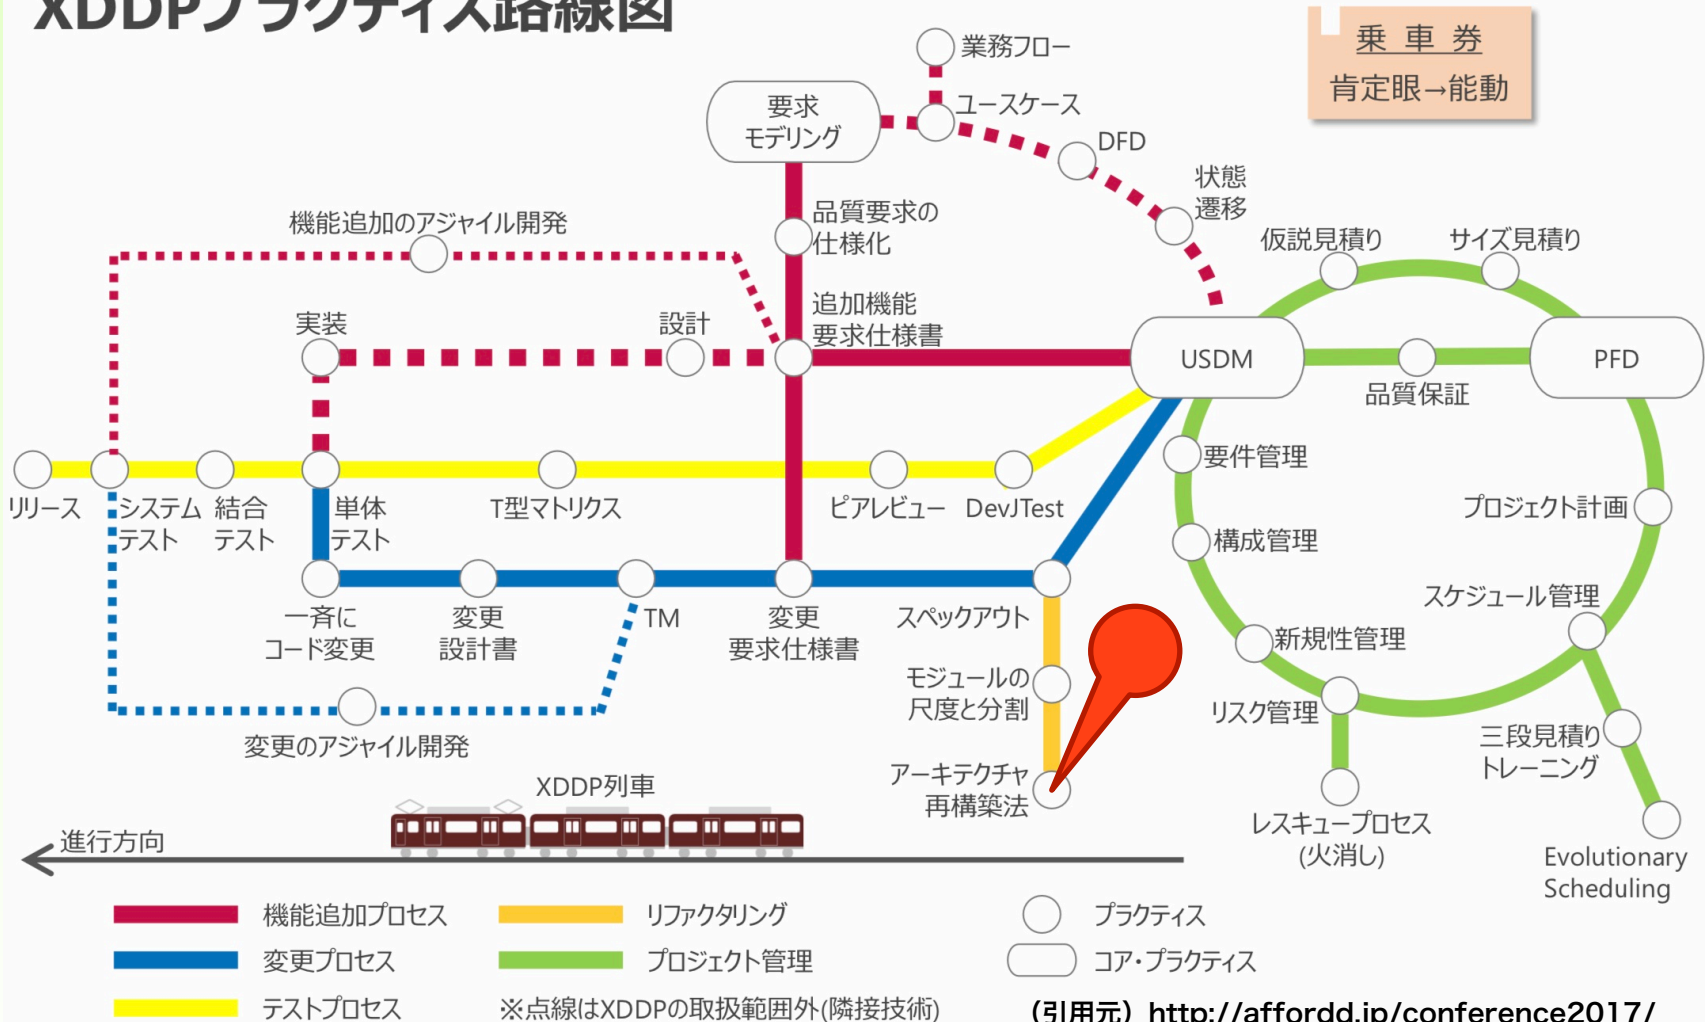 XDDPプラクティス路線図
乗 車 券
肯定眼→能動
業務フロー
ユースケース
要求
モデリング
DFD
状態
遷移
品質要求の
仕様化
機能追加のアジャイル開発
仮説見積り
サイズ見積り
追加機能
要求仕様書
実装
設計
USDM
PFD
品質保証
要件管理
リリース
システム
テスト
結合
テスト
単体
テスト
T型マトリクス
ピアレビュー
DevJTest
プロジェクト計画
構成管理
スケジュール管理
一斉に
コード変更
変更
設計書
TM
変更
要求仕様書
スペックアウト
新規性管理
モジュールの
尺度と分割
リスク管理
三段見積り
トレーニング
変更のアジャイル開発
アーキテクチャ
再構築法
XDDP列車
進行方向
レスキュープロセス
(火消し)
Evolutionary
Scheduling
機能追加プロセス
リファクタリング
プラクティス
変更プロセス
プロジェクト管理
コア・プラクティス
テストプロセス
※点線はXDDPの取扱範囲外(隣接技術)
（引用元）http://affordd.jp/conference2017/